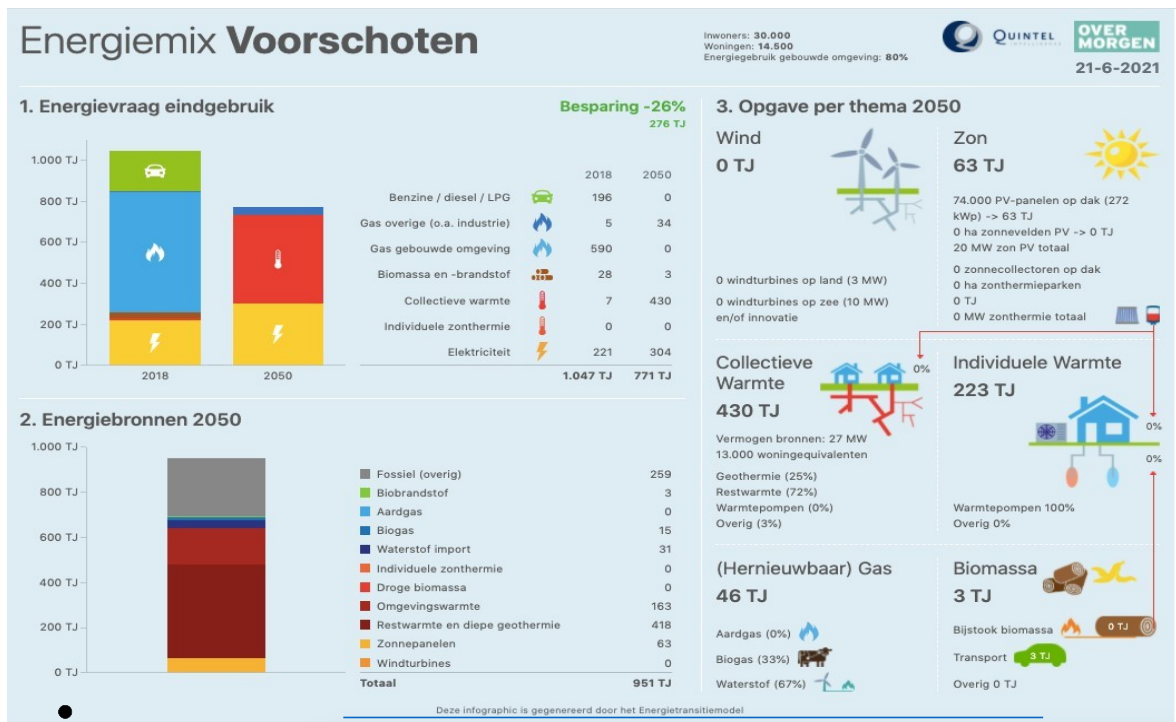 Energiemix Voorschoten
Inwoners: 30.000
Woningen: 14.500
Energiegebruik gebouwde omgeving: 80%
QUINTEL
INTELLIGENCE
OVER
MORGEN
21-6-2021
1. Energievraag eindgebruik
Besparing -26%
276 TJ
1.000 TJ
800 TJ
600 TJ
400 TJ
200 TJ
0 TJ
2018
2050
2018 2050
Benzine / diesel / LPG 196 0
Gas overige (o.a. industrie) 5 34
Gas gebouwde omgeving 590 0
Biomassa en -brandstof 28 3
Collectieve warmte 7 430
Individuele zonthermie 0 0
Elektriciteit 221 304
1.047 TJ 771 TJ
2. Energiebronnen 2050
1.000 TJ
800 TJ
600 TJ
400 TJ
200 TJ
0 TJ
Fossiel (overig) 259
Biobrandstof 3
Aardgas 0
Biogas 15
Waterstof import 31
Individuele zonthermie 0
Droge biomassa 0
Omgevingswarmte 163
Restwarmte en diepe geothermie 418
Zonnepanelen 63
Windturbines 0
Totaal 951 TJ
3. Opgave per thema 2050
Wind
0 TJ
0 windturbines op land (3 MW)
0 windturbines op zee (10 MW)
en/of innovatie
Zon
63 TJ
74.000 PV-panelen op dak (272
kWp) -> 63 TJ
0 ha zonnevelden PV -> 0 TJ
20 MW zon PV totaal
0 zonnecollectoren op dak
0 ha zonthermieparken
0 TJ
0 MW zonthermie totaal
Collectieve
Warmte
0%
430 TJ
Vermogen bronnen: 27 MW
13.000 woningequivalenten
Geothermie (25%)
Restwarmte (72%)
Warmtepompen (0%)
Overig (3%)
Individuele Warmte
223 TJ
0%
0%
Warmtepompen 100%
Overig 0%
(Hernieuwbaar) Gas
46 TJ
Aardgas (0%)
Biogas (33%)
Waterstof (67%)
Biomassa
3 TJ
Bijstook biomassa 0 TJ
Transport 3 TJ
Overig 0 TJ
Deze infographic is gegenereerd door het Energietransitiemodel